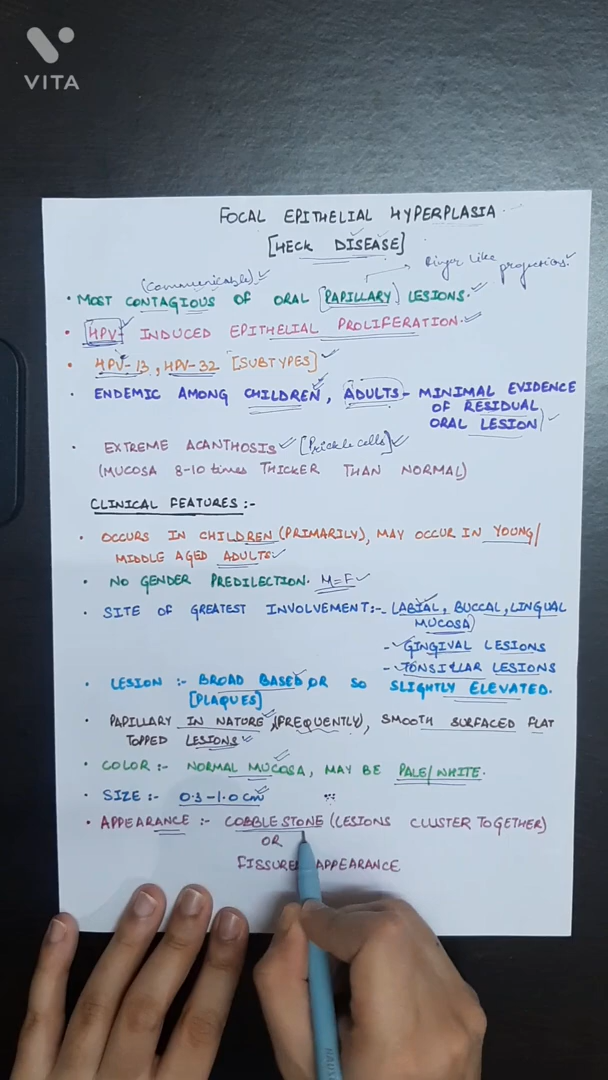 VITA
FOCAL EPITHELIAL HYPERPLASIA
[HECK DISEASE]
(Communicable)
Finger like projections.
• MOST CONTAGIOUS OF ORAL (PAPILLARY) LESIONS.
• HPV- INDUCED EPITHELIAL PROLIFERATION.
• HPV-13, HPV-32 [SUBTYPES]
• ENDEMIC AMONG CHILDREN, ADULTS - MINIMAL EVIDENCE
OF RESIDUAL
ORAL LESION
• EXTREME ACANTHOSIS [Prickle cells]
(MUCOSA 8-10 times THICKER THAN NORMAL)
CLINICAL FEATURES:-
• OCCURS IN CHILDREN (PRIMARILY), MAY OCCUR IN YOUNG/
MIDDLE AGED ADULTS
• NO GENDER PREDILECTION. M=F
• SITE OF GREATEST INVOLVEMENT:- (LABIAL, BUCCAL, LINGUAL
MUCOSA)
- GINGIVAL LESIONS
- TONSILLAR LESIONS
• LESION :- BROAD BASED OR SO SLIGHTLY ELEVATED.
[PLAQUES]
• PAPILLARY IN NATURE (FREQUENTLY), SMOOTH SURFACED FLAT
TOPPED LESIONS
• COLOR :- NORMAL MUCOSA, MAY BE PALE/WHITE.
• SIZE :- 0.3-1.0 cm
• APPEARANCE :- COBBLE STONE (LESIONS CLUSTER TOGETHER)
OR
FISSURED APPEARANCE